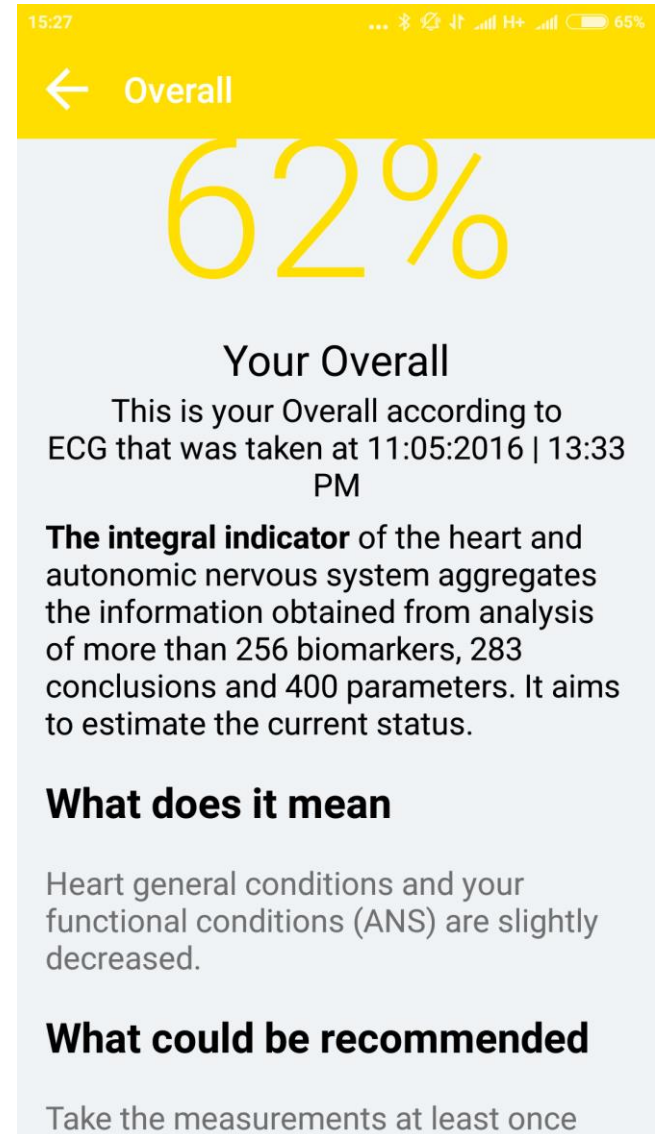 15:27 ... H+ 65%
Overall
62%
Your Overall
This is your Overall according to
ECG that was taken at 11:05:2016 | 13:33
PM
The integral indicator of the heart and
autonomic nervous system aggregates
the information obtained from analysis
of more than 256 biomarkers, 283
conclusions and 400 parameters. It aims
to estimate the current status.
What does it mean
Heart general conditions and your
functional conditions (ANS) are slightly
decreased.
What could be recommended
Take the measurements at least once